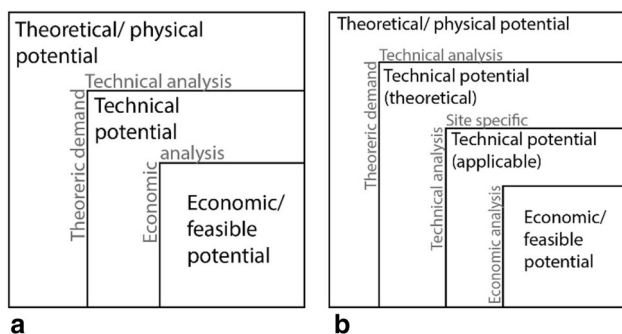 Theoretical/ physical
potential
Technical analysis
Theoreric demand
Technical
potential
analysis
Economic
Economic/
feasible
potential
a
Theoretical/ physical potential
Technical analysis
Theoreric demand
Technical potential
(theoretical)
Site specific
Technical analysis
Technical potential
(applicable)
Economic analysis
Economic/
feasible
potential
b